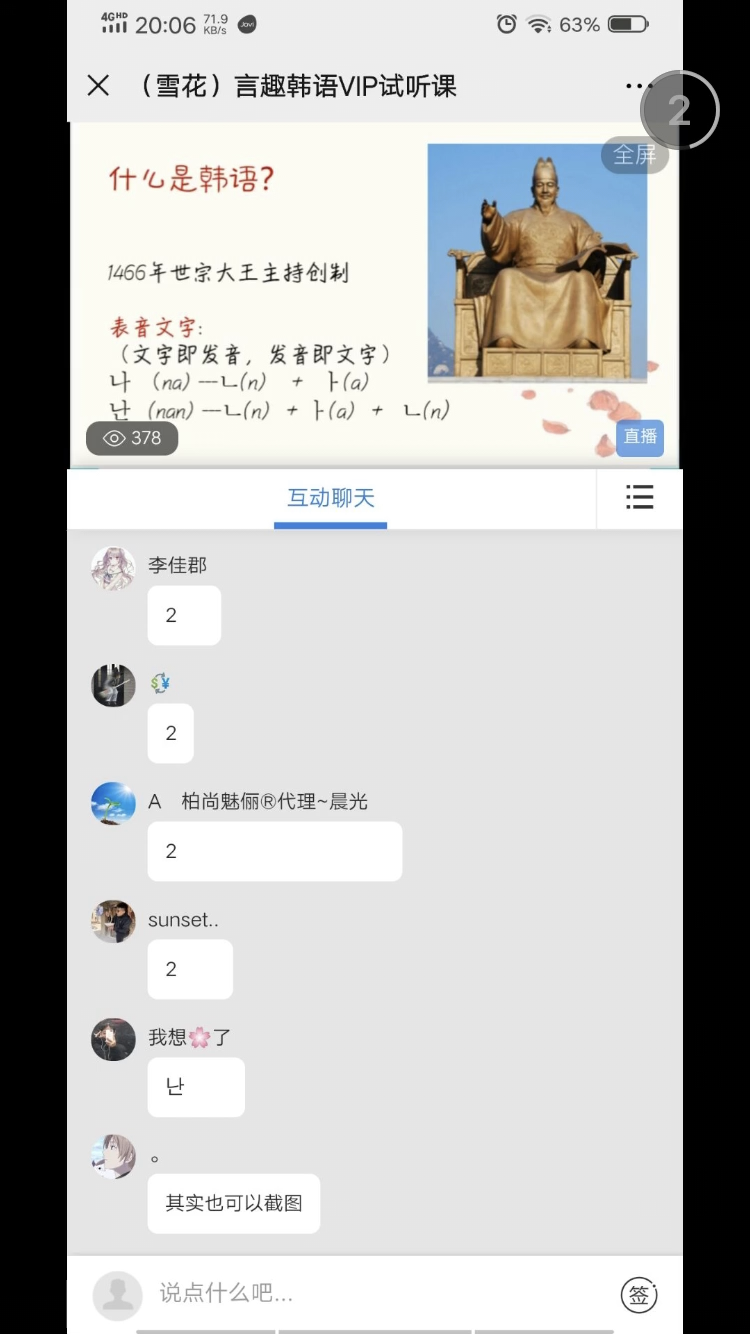 4GHD 20:06 71.9 KB/s Jovi 63%
（雪花）言趣韩语VIP试听课 ···
2
全屏
什么是韩语?
1466年世宗大王主持创制
表音文字:
（文字即发音，发音即文字）
나 (na) —ㄴ(n) + ㅏ(a)
난 (nan) —ㄴ(n) + ㅏ(a) + ㄴ(n)
378
直播
互动聊天
李佳郡
2
2
A 柏尚魅俪®代理~晨光
2
sunset..
2
我想🌸了
난
。
其实也可以截图
说点什么吧...
签